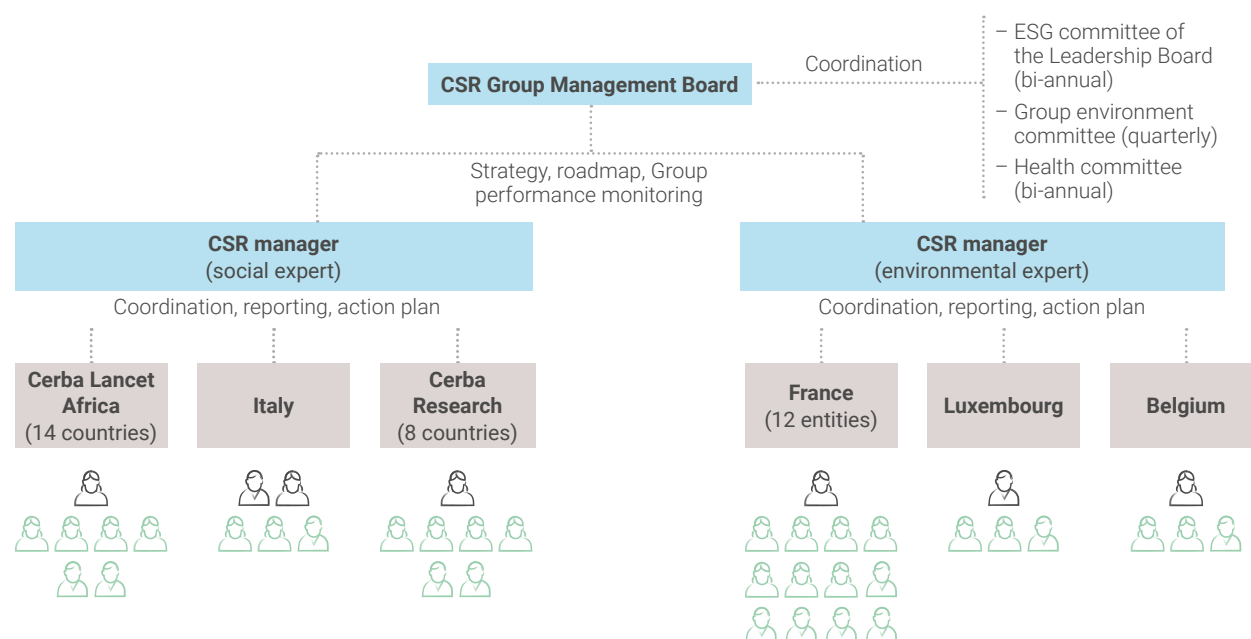 CSR Group Management Board
Coordination
– ESG committee of
the Leadership Board
(bi-annual)
– Group environment
committee (quarterly)
– Health committee
(bi-annual)
Strategy, roadmap, Group
performance monitoring
CSR manager
(social expert)
Coordination, reporting, action plan
Cerba Lancet
Africa
(14 countries)
Italy
Cerba
Research
(8 countries)
CSR manager
(environmental expert)
Coordination, reporting, action plan
France
(12 entities)
Luxembourg
Belgium